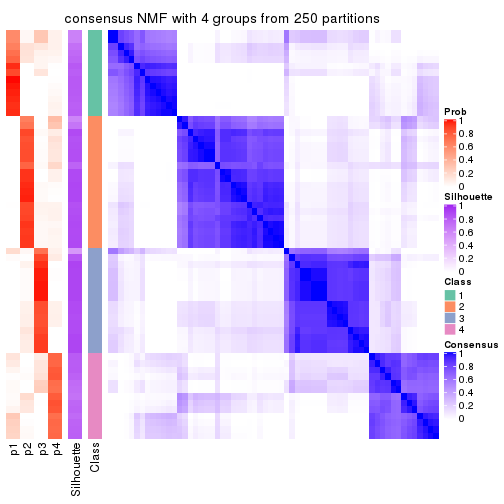 consensus NMF with 4 groups from 250 partitions
Prob
1
0.8
0.6
0.4
0.2
0
Silhouette
1
0.8
0.6
0.4
0.2
0
Class
1
2
3
4
Consensus
1
0.8
0.6
0.4
0.2
0
p1
p2
p3
p4
Silhouette
Class